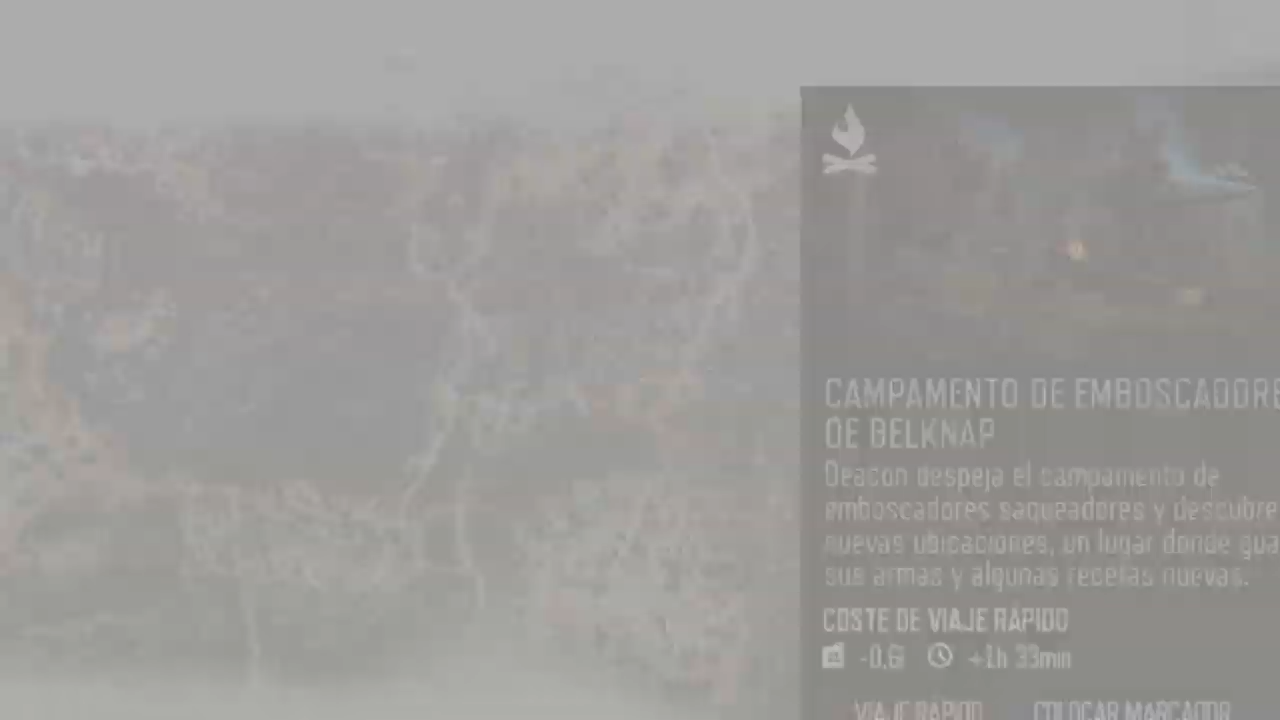 CAMPAMENTO DE EMBOSCADORE
DE BELKNAP
Deacon despeja el campamento de
emboscadores saqueadores y descubre
nuevas ubicaciones, un lugar donde gua
sus armas y algunas recetas nuevas.
COSTE DE VIAJE RÁPIDO
-0,6l +1h 33min
VIAJE RÁPIDO COLOCAR MARCADOR